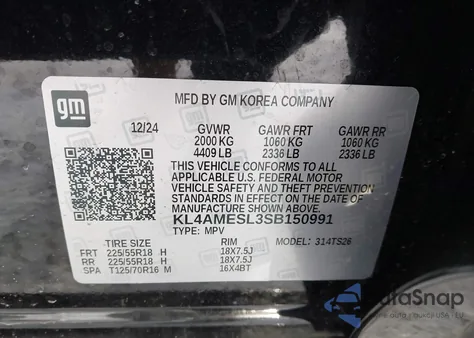 gm
MFD BY GM KOREA COMPANY
12/24 GVWR GAWR FRT GAWR RR
2000 KG 1060 KG 1060 KG
4409 LB 2336 LB 2336 LB
THIS VEHICLE CONFORMS TO ALL
APPLICABLE U.S. FEDERAL MOTOR
VEHICLE SAFETY AND THEFT PREVENTION
STANDARDS IN EFFECT ON THE DATE OF
MANUFACTURE SHOWN ABOVE.
KL4AMESL3SB150991
TYPE: MPV
TIRE SIZE RIM MODEL: 314TS26
FRT 225/55R18 H 18X7.5J
RR 225/55R18 H 18X7.5J
SPA T125/70R16 M 16X4BT
AutoSnap